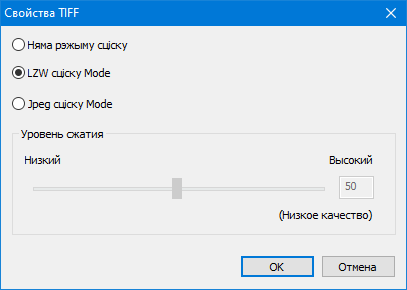 Свойства TIFF
Няма рэжыму сціску
LZW сціску Mode
Jpeg сціску Mode
Уровень сжатия
Низкий Высокий
50
(Низкое качество)
OK Отмена